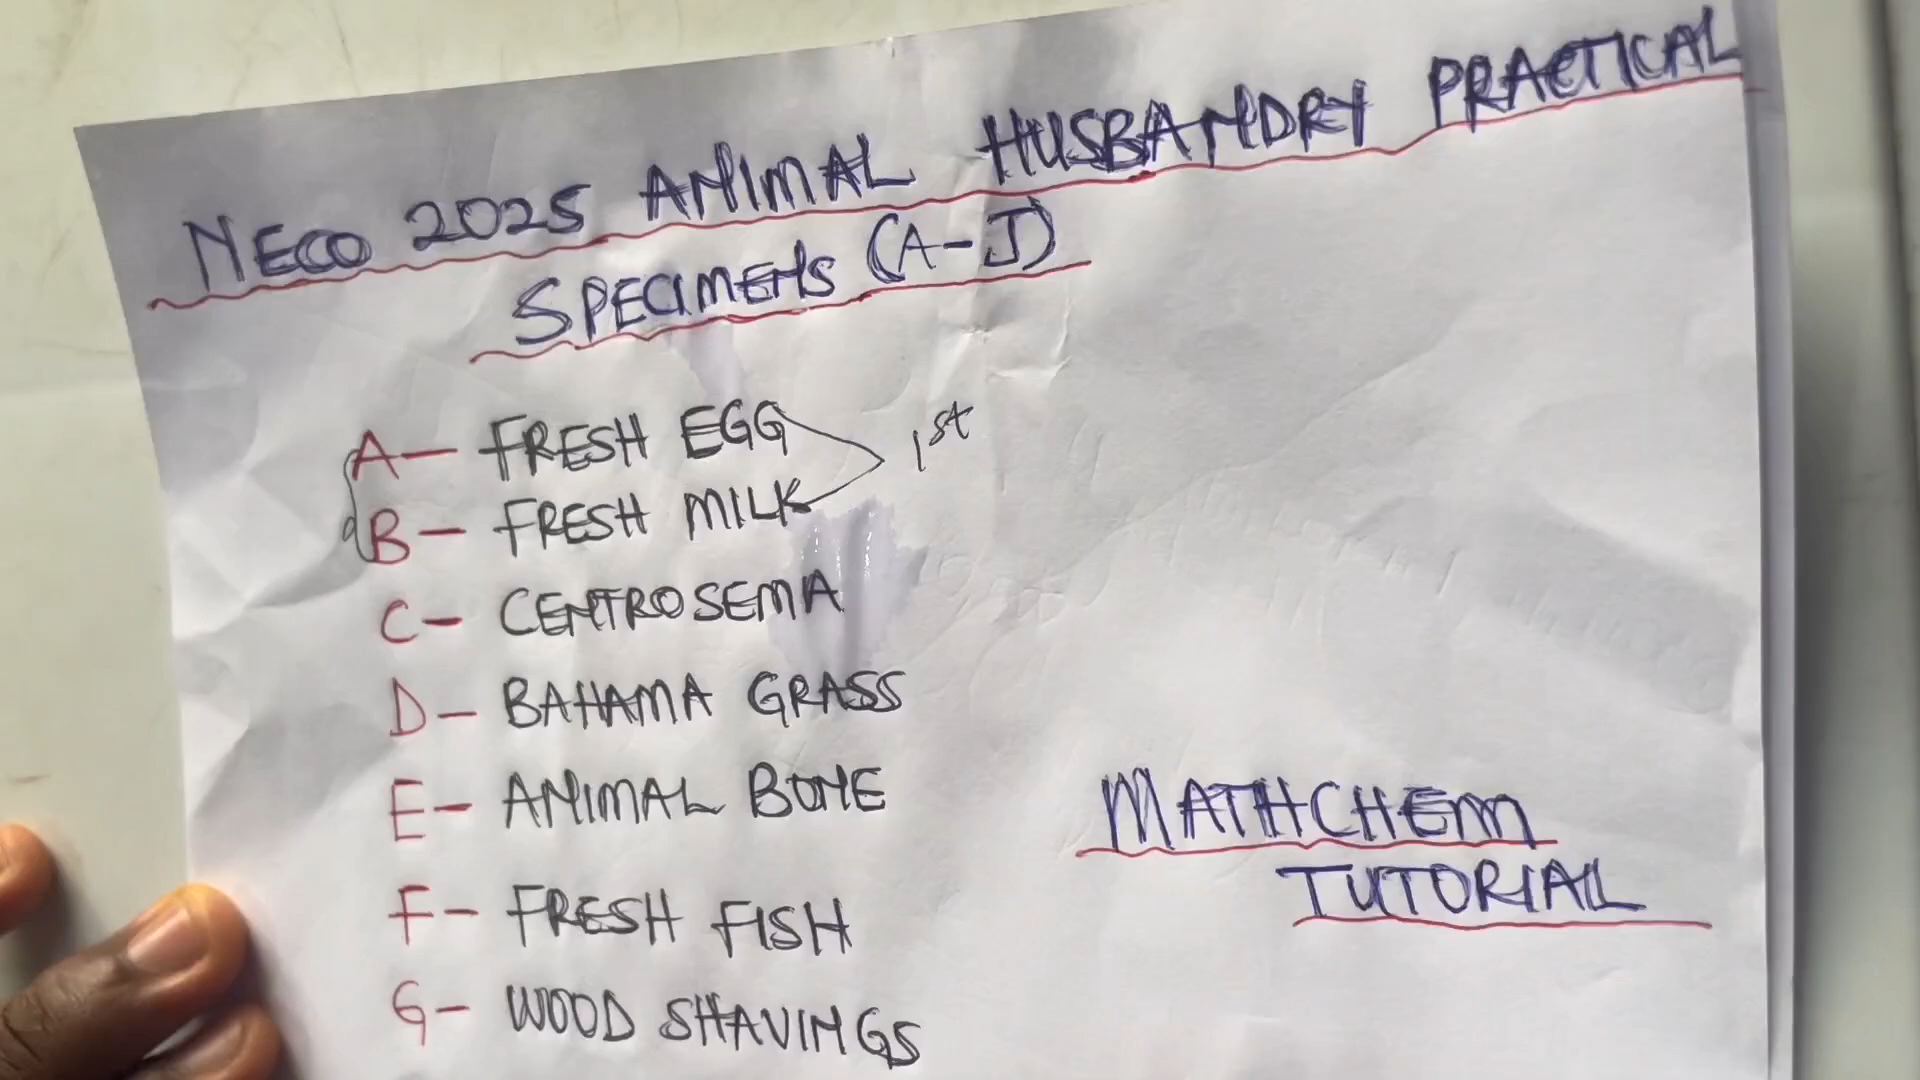 NECO 2025 ANIMAL HUSBANDRY PRACTICAL
SPECIMENS (A-J)
A- FRESH EGG
1st
B- FRESH MILK
C- CENTROSEMA
D- BAHAMA GRASS
E- ANIMAL BONE
F- FRESH FISH
G- WOOD SHAVINGS
MATHCHEM
TUTORIAL